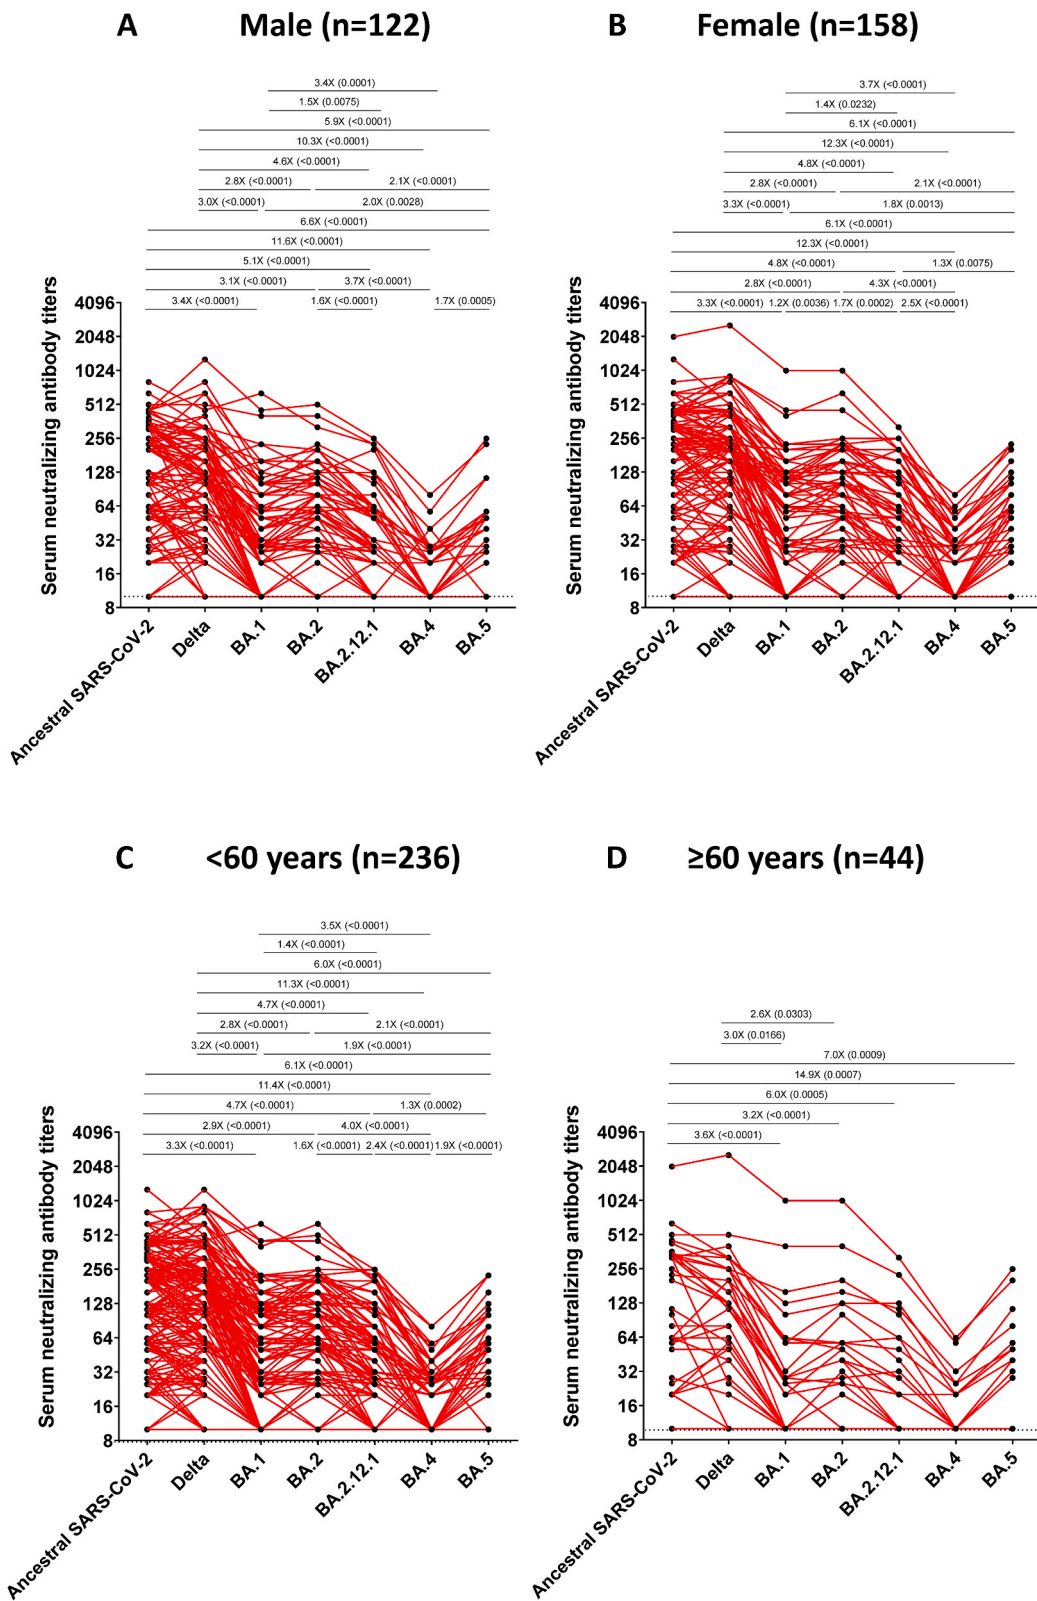 A Male (n=122)
3.4X (0.0001)
1.5X (0.0075)
5.9X (<0.0001)
10.3X (<0.0001)
4.6X (<0.0001)
2.8X (<0.0001) 2.1X (<0.0001)
3.0X (<0.0001) 2.0X (0.0028)
6.6X (<0.0001)
11.6X (<0.0001)
5.1X (<0.0001)
3.1X (<0.0001) 3.7X (<0.0001)
3.4X (<0.0001) 1.6X (<0.0001) 1.7X (0.0005)
Serum neutralizing antibody titers
4096
2048
1024
512
256
128
64
32
16
8
Ancestral SARS-CoV-2
Delta
BA.1
BA.2
BA.2.12.1
BA.4
BA.5
B Female (n=158)
3.7X (<0.0001)
1.4X (0.0232)
6.1X (<0.0001)
12.3X (<0.0001)
4.8X (<0.0001)
2.8X (<0.0001) 2.1X (<0.0001)
3.3X (<0.0001) 1.8X (0.0013)
6.1X (<0.0001)
12.3X (<0.0001)
4.8X (<0.0001) 1.3X (0.0075)
2.8X (<0.0001) 4.3X (<0.0001)
3.3X (<0.0001) 1.2X (0.0036) 1.7X (0.0002) 2.5X (<0.0001)
Serum neutralizing antibody titers
4096
2048
1024
512
256
128
64
32
16
8
Ancestral SARS-CoV-2
Delta
BA.1
BA.2
BA.2.12.1
BA.4
BA.5
C <60 years (n=236)
3.5X (<0.0001)
1.4X (<0.0001)
6.0X (<0.0001)
11.3X (<0.0001)
4.7X (<0.0001)
2.8X (<0.0001) 2.1X (<0.0001)
3.2X (<0.0001) 1.9X (<0.0001)
6.1X (<0.0001)
11.4X (<0.0001)
4.7X (<0.0001) 1.3X (0.0002)
2.9X (<0.0001) 4.0X (<0.0001)
3.3X (<0.0001) 1.6X (<0.0001) 2.4X (<0.0001) 1.9X (<0.0001)
Serum neutralizing antibody titers
4096
2048
1024
512
256
128
64
32
16
8
Ancestral SARS-CoV-2
Delta
BA.1
BA.2
BA.2.12.1
BA.4
BA.5
D ≥60 years (n=44)
2.6X (0.0303)
3.0X (0.0166)
7.0X (0.0009)
14.9X (0.0007)
6.0X (0.0005)
3.2X (<0.0001)
3.6X (<0.0001)
Serum neutralizing antibody titers
4096
2048
1024
512
256
128
64
32
16
8
Ancestral SARS-CoV-2
Delta
BA.1
BA.2
BA.2.12.1
BA.4
BA.5